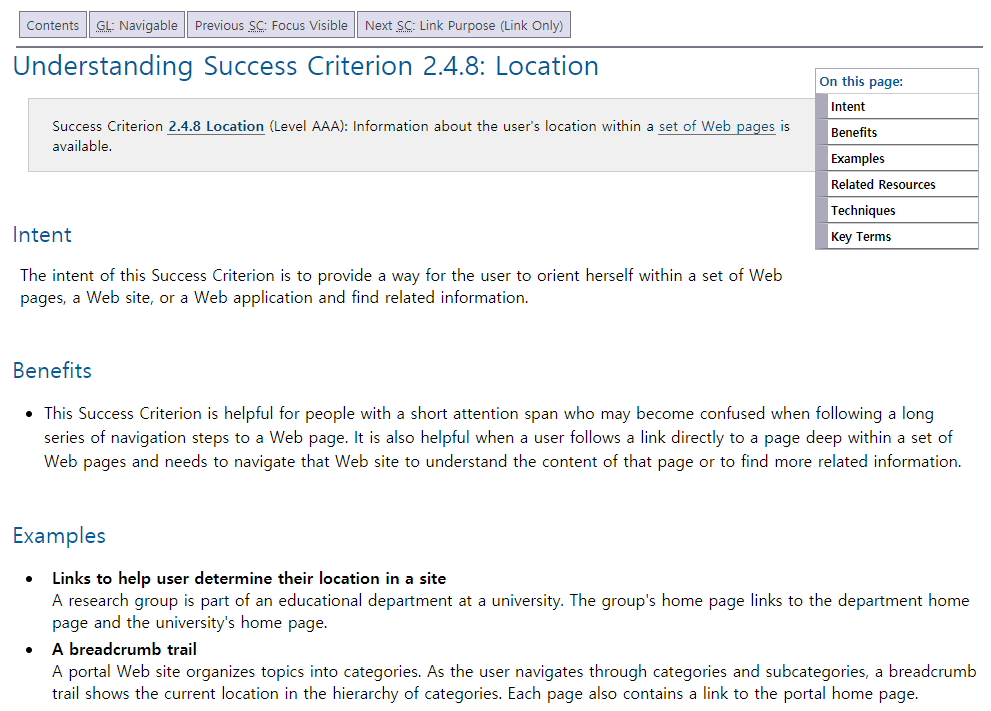 Contents GL: Navigable Previous SC: Focus Visible Next SC: Link Purpose (Link Only)
Understanding Success Criterion 2.4.8: Location
On this page:
Intent
Benefits
Examples
Related Resources
Techniques
Key Terms
Success Criterion 2.4.8 Location (Level AAA): Information about the user's location within a set of Web pages is
available.
Intent
The intent of this Success Criterion is to provide a way for the user to orient herself within a set of Web
pages, a Web site, or a Web application and find related information.
Benefits
• This Success Criterion is helpful for people with a short attention span who may become confused when following a long
series of navigation steps to a Web page. It is also helpful when a user follows a link directly to a page deep within a set of
Web pages and needs to navigate that Web site to understand the content of that page or to find more related information.
Examples
• Links to help user determine their location in a site
A research group is part of an educational department at a university. The group's home page links to the department home
page and the university's home page.
• A breadcrumb trail
A portal Web site organizes topics into categories. As the user navigates through categories and subcategories, a breadcrumb
trail shows the current location in the hierarchy of categories. Each page also contains a link to the portal home page.